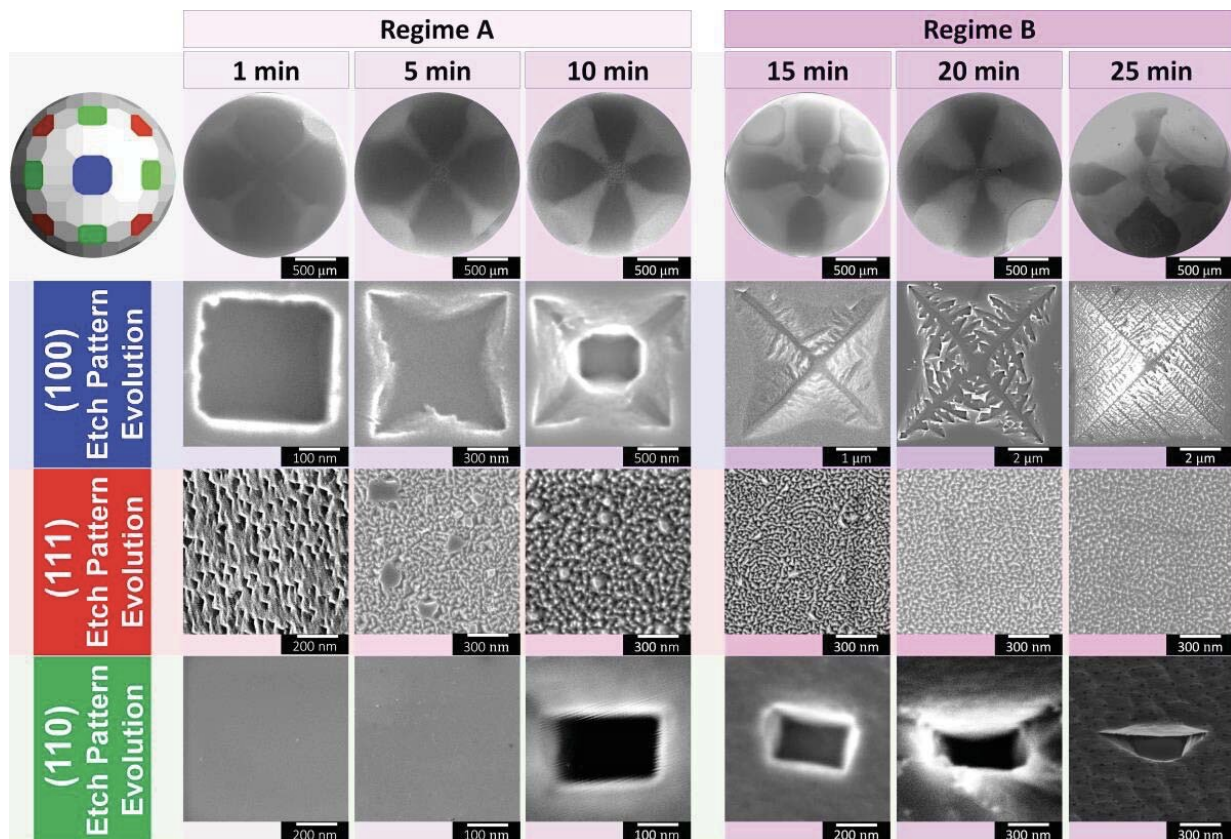 Regime A
Regime B
1 min
5 min
10 min
15 min
20 min
25 min
500 µm
500 µm
500 µm
500 µm
500 µm
500 µm
(100)
Etch Pattern
Evolution
100 nm
300 nm
500 nm
1 µm
2 µm
2 µm
(111)
Etch Pattern
Evolution
200 nm
300 nm
300 nm
300 nm
300 nm
300 nm
(110)
Etch Pattern
Evolution
200 nm
100 nm
100 nm
200 nm
300 nm
300 nm